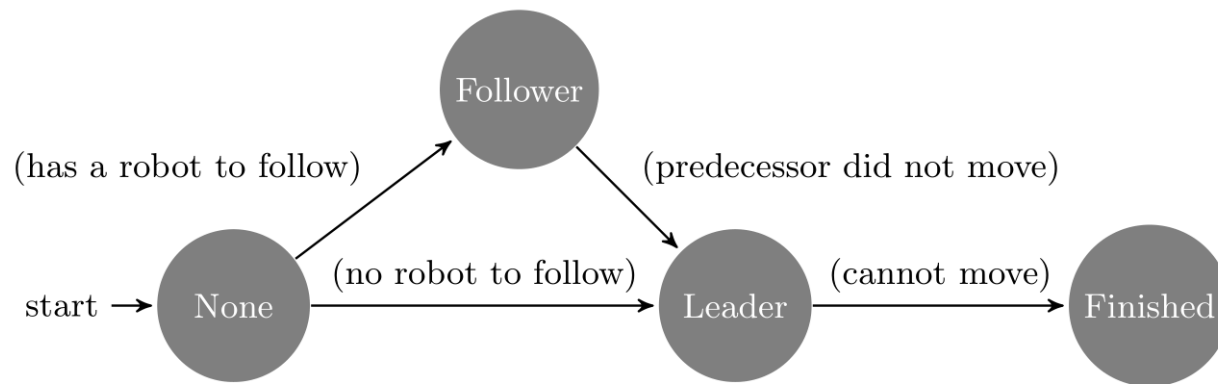 Follower
(has a robot to follow)
(predecessor did not move)
(no robot to follow)
(cannot move)
start
None
Leader
Finished